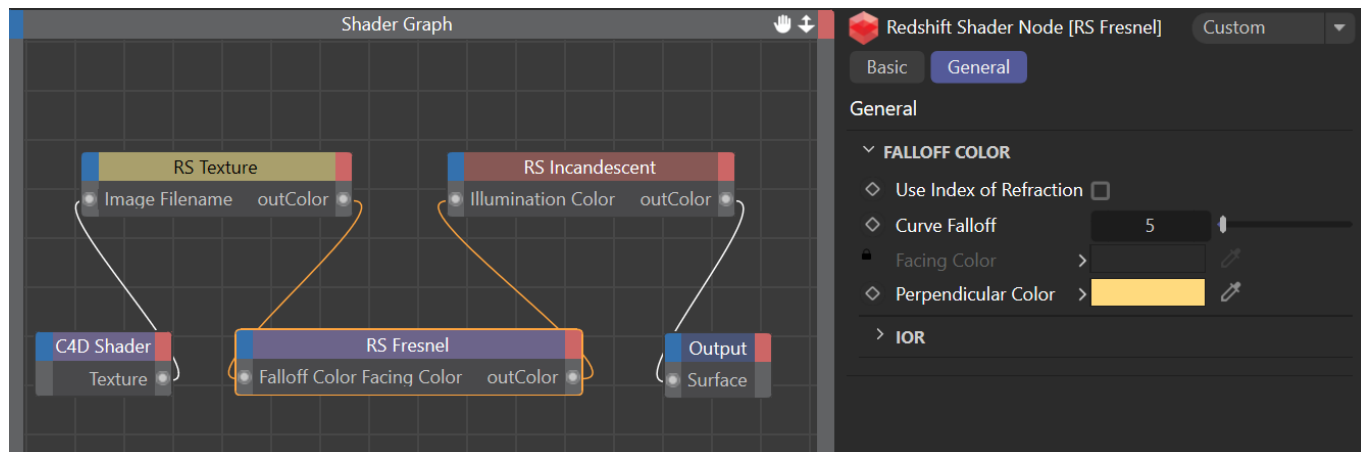 Shader Graph
RS Texture
Image Filename outColor
RS Incandescent
Illumination Color outColor
C4D Shader
Texture
RS Fresnel
Falloff Color Facing Color outColor
Output
Surface
Redshift Shader Node [RS Fresnel] Custom
Basic General
General
FALLOFF COLOR
Use Index of Refraction
Curve Falloff 5
Facing Color
Perpendicular Color
IOR